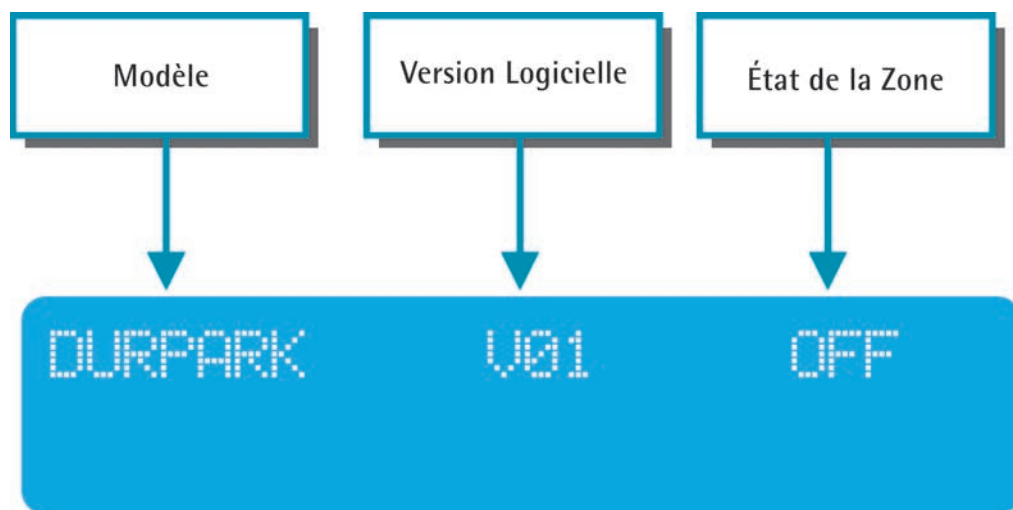 Modèle
Version Logicielle
État de la Zone
DURPARK V01 OFF